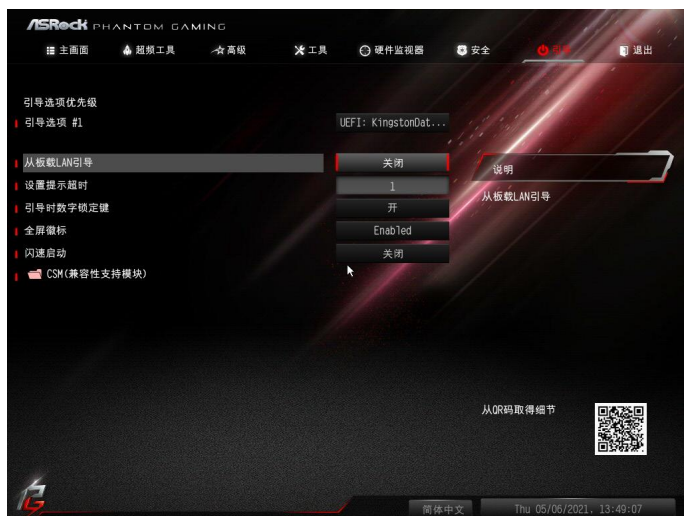 ASRock PHANTOM GAMING
主画面 超频工具 高级 工具 硬件监视器 安全 引导 退出
引导选项优先级
引导选项 #1 UEFI: KingstonDat...
从板载LAN引导 关闭
说明
设置提示超时 1
从板载LAN引导
引导时数字锁定键 开
全屏徽标 Enabled
闪速启动 关闭
CSM(兼容性支持模块)
从QR码取得细节
简体中文 Thu 05/06/2021. 13:49:07